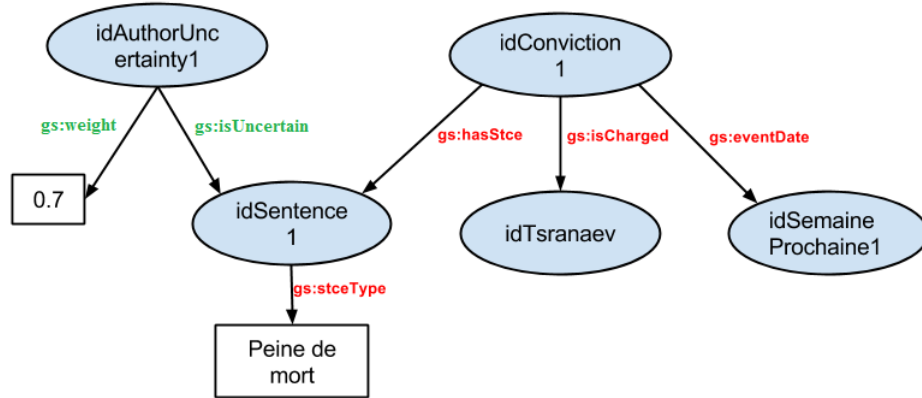 idAuthorUnc
ertainty1
idConviction
1
gs:weight
gs:isUncertain
gs:hasStce
gs:isCharged
gs:eventDate
0.7
idSentence
1
idTsranaev
idSemaine
Prochaine1
gs:stceType
Peine de
mort